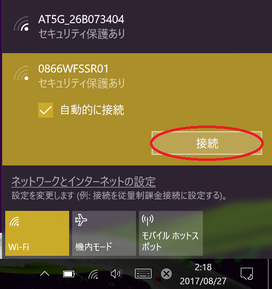 AT5G_26B073404
セキュリティ保護あり
0866WFSSR01
セキュリティ保護あり
自動的に接続
接続
ネットワークとインターネットの設定
設定を変更します (例: 接続を従量制課金接続に設定する)。
Wi-Fi
機内モード
モバイル ホットス
ポット
2:18
2017/08/27